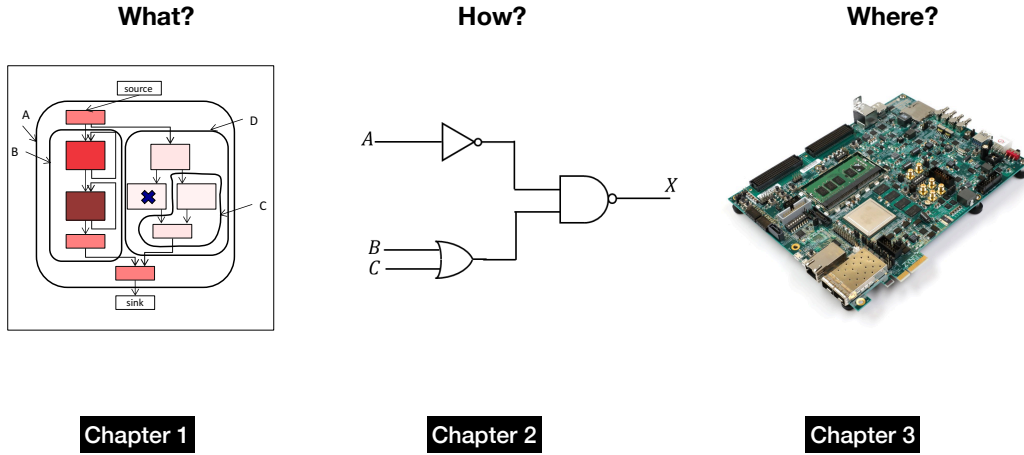 What?
How?
Where?
source
A
D
B
C
sink
A
X
B
C
Chapter 1
Chapter 2
Chapter 3